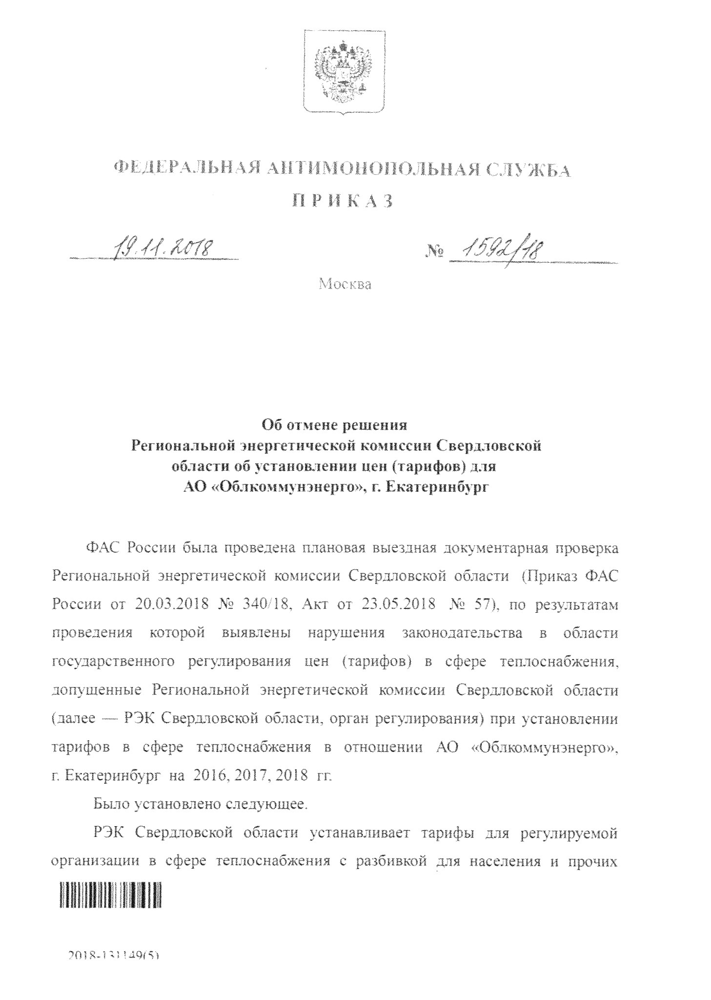 ФЕДЕРАЛЬНАЯ АНТИМОНОПОЛЬНАЯ СЛУЖБА
ПРИКАЗ
19.11.2018 № 1592/18
Москва
Об отмене решения
Региональной энергетической комиссии Свердловской
области об установлении цен (тарифов) для
АО «Облкоммунэнерго», г. Екатеринбург
ФАС России была проведена плановая выездная документарная проверка
Региональной энергетической комиссии Свердловской области (Приказ ФАС
России от 20.03.2018 № 340/18, Акт от 23.05.2018 № 57), по результатам
проведения которой выявлены нарушения законодательства в области
государственного регулирования цен (тарифов) в сфере теплоснабжения,
допущенные Региональной энергетической комиссии Свердловской области
(далее — РЭК Свердловской области, орган регулирования) при установлении
тарифов в сфере теплоснабжения в отношении АО «Облкоммунэнерго»,
г. Екатеринбург на 2016, 2017, 2018 гг.
Было установлено следующее.
РЭК Свердловской области устанавливает тарифы для регулируемой
организации в сфере теплоснабжения с разбивкой для населения и прочих
2018-131149(5)